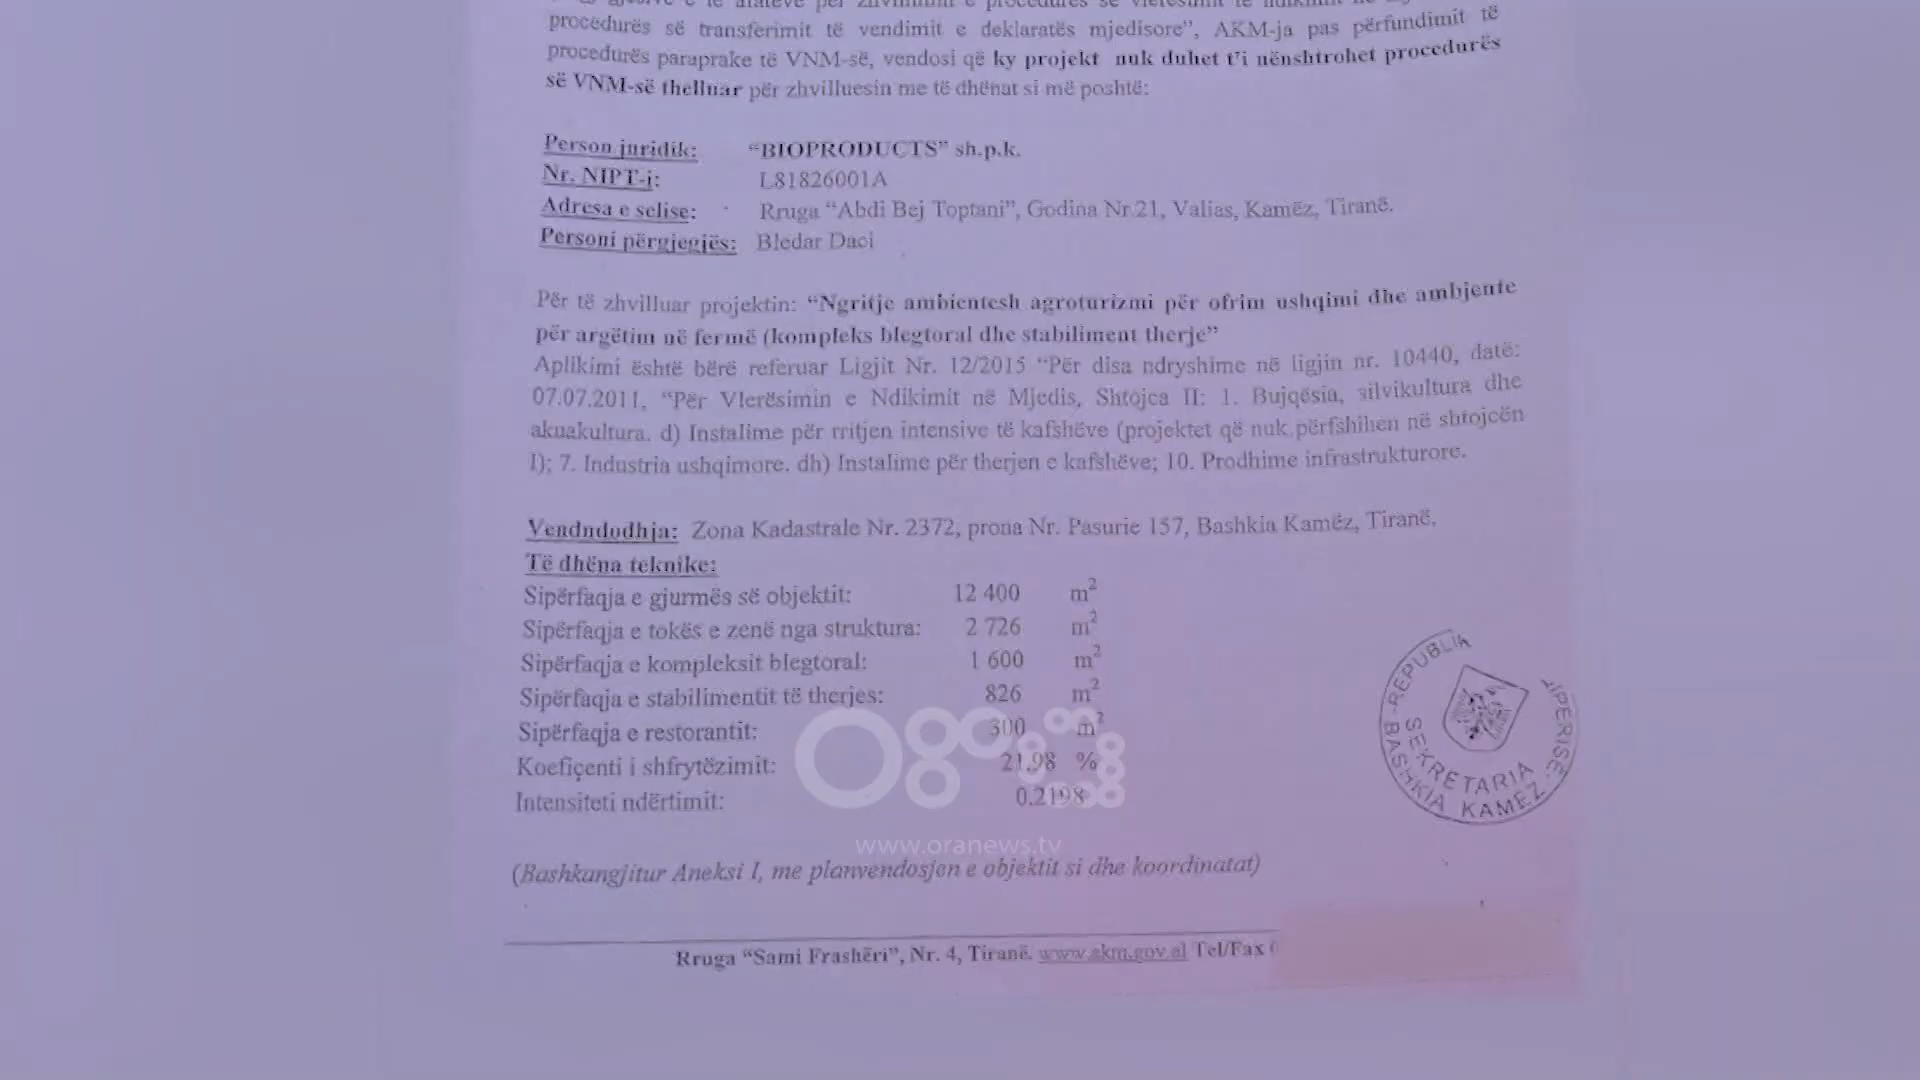 procedurës së transferimit të vendimit e deklaratës mjedisore”, AKM-ja pas përfundimit të
procedurës paraprake të VNM-së, vendosi që ky projekt nuk duhet t’i nënshtrohet procedurës
së VNM-së thelluar për zhvilluesin me të dhënat si më poshtë:
Person juridik: “BIOPRODUCTS” sh.p.k.
Nr. NIPT-i: L81826001A
Adresa e selise: Rruga “Abdi Bej Toptani”, Godina Nr.21, Valias, Kamëz, Tiranë.
Personi përgjegjës: Bledar Daci
Për të zhvilluar projektin: “Ngritje ambientesh agroturizmi për ofrim ushqimi dhe ambjente
për argëtim në fermë (kompleks blegtoral dhe stabiliment therje”
Aplikimi është bërë referuar Ligjit Nr. 12/2015 “Për disa ndryshime në ligjin nr. 10440, datë:
07.07.2011, “Për Vlerësimin e Ndikimit në Mjedis, Shtojca II: 1. Bujqësia, silvikultura dhe
akuakultura. d) Instalime për rritjen intensive të kafshëve (projektet që nuk përfshihen në shtojcën
I); 7. Industria ushqimore. dh) Instalime për therjen e kafshëve; 10. Prodhime infrastrukturore.
Vendndodhja: Zona Kadastrale Nr. 2372, prona Nr. Pasurie 157, Bashkia Kamëz, Tiranë.
Të dhëna teknike:
Sipërfaqja e gjurmës së objektit: 12 400 m²
Sipërfaqja e tokës e zenë nga struktura: 2 726 m²
Sipërfaqja e kompleksit blegtoral: 1 600 m²
Sipërfaqja e stabilimentit të therjes: 826 m²
Sipërfaqja e restorantit: 300 m²
Koefiçenti i shfrytëzimit: 21.98 %
Intensiteti ndërtimit: 0.2198
www.oranews.tv
(Bashkangjitur Aneksi I, me planvendosjen e objektit si dhe koordinatat)
REPUBLIK
BASHKIA KAMËZ
SEKRETARIA
Rruga “Sami Frashëri”, Nr. 4, Tiranë. www.akm.gov.al Tel/Fax